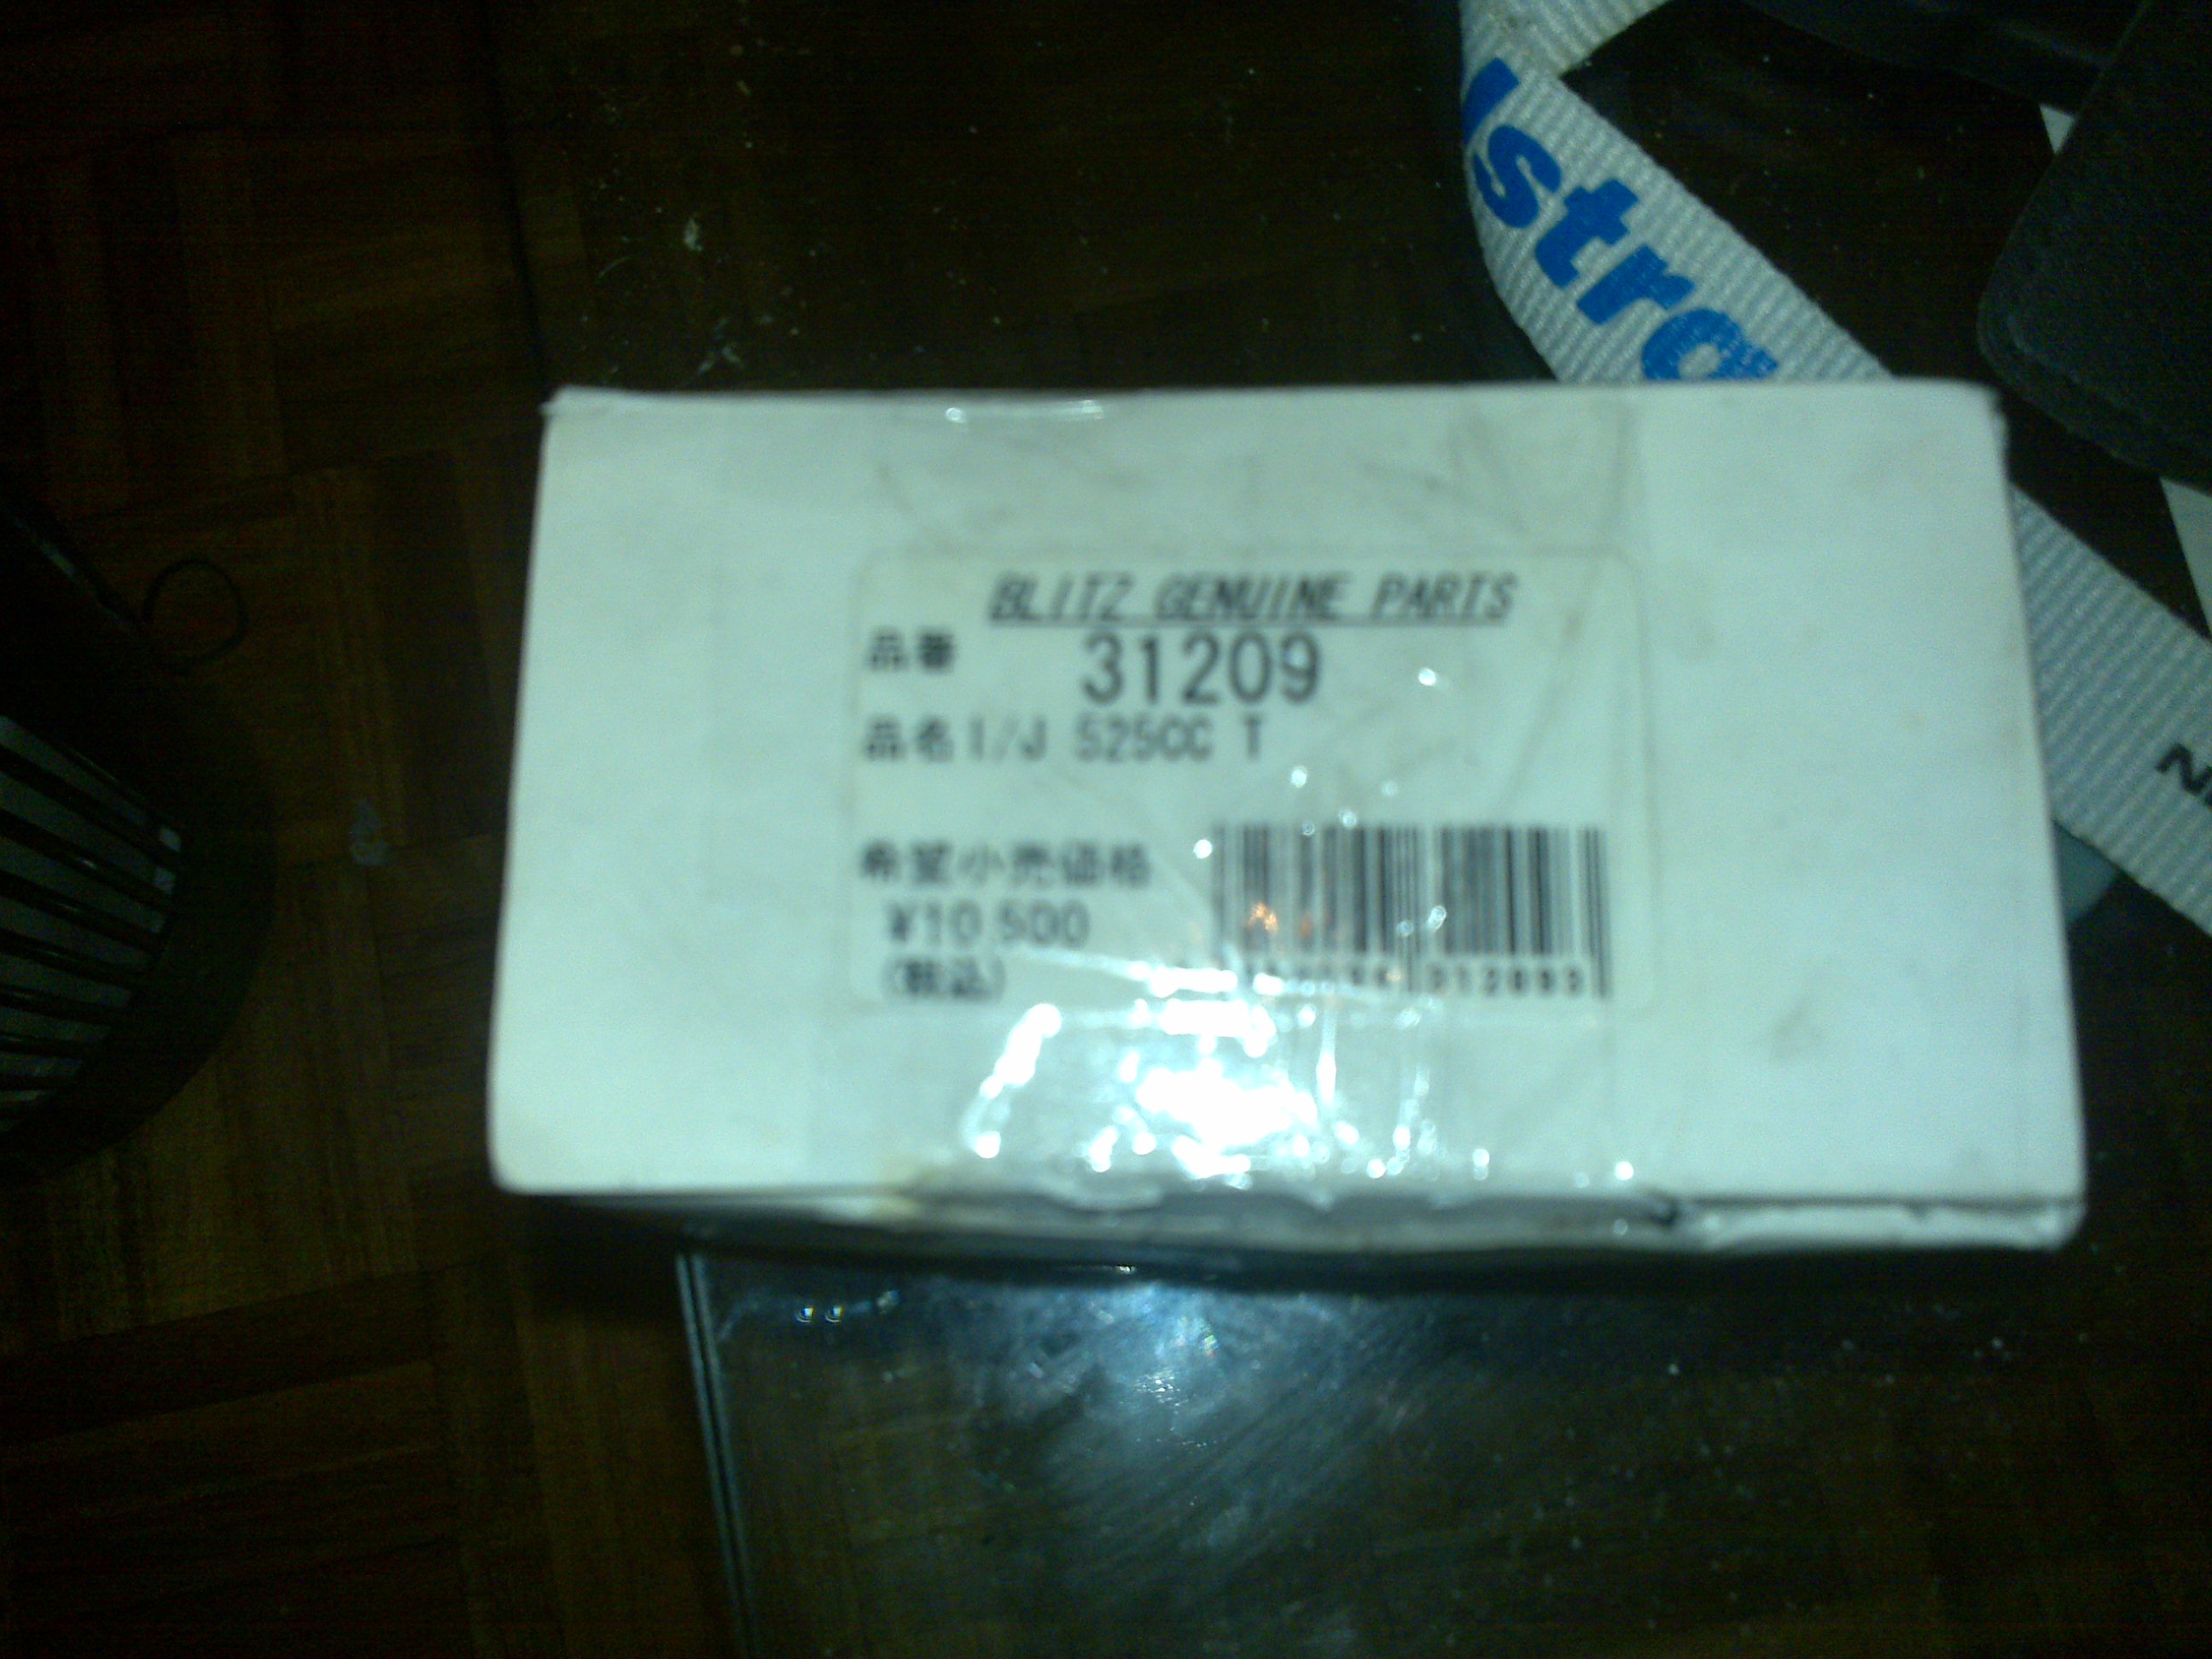 BLITZ GENUINE PARTS
品番 31209
品名 I/J 525CC T
希望小売価格
¥10,500
(税込)